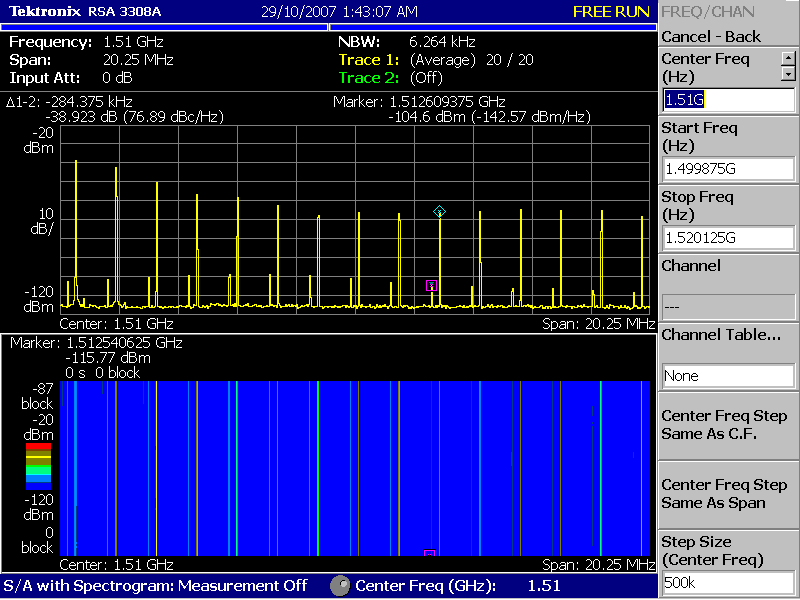 Tektronix RSA 3308A 29/10/2007 1:43:07 AM FREE RUN
Frequency: 1.51 GHz NBW: 6.264 kHz
Span: 20.25 MHz Trace 1: (Average) 20 / 20
Input Att: 0 dB Trace 2: (Off)
Δ1-2: -284.375 kHz Marker: 1.512609375 GHz
-38.923 dB (76.89 dBc/Hz) -104.6 dBm (-142.57 dBm/Hz)
-20
dBm
10
dB/
-120
dBm
Center: 1.51 GHz Span: 20.25 MHz
Marker: 1.512540625 GHz
-115.77 dBm
0 s 0 block
-87
block
-20
dBm
-120
dBm
0
block
Center: 1.51 GHz Span: 20.25 MHz
S/A with Spectrogram: Measurement Off Center Freq (GHz): 1.51
FREQ/CHAN
Cancel - Back
Center Freq
(Hz)
1.51G
Start Freq
(Hz)
1.499875G
Stop Freq
(Hz)
1.520125G
Channel
---
Channel Table...
None
Center Freq Step
Same As C.F.
Center Freq Step
Same As Span
Step Size
(Center Freq)
500k